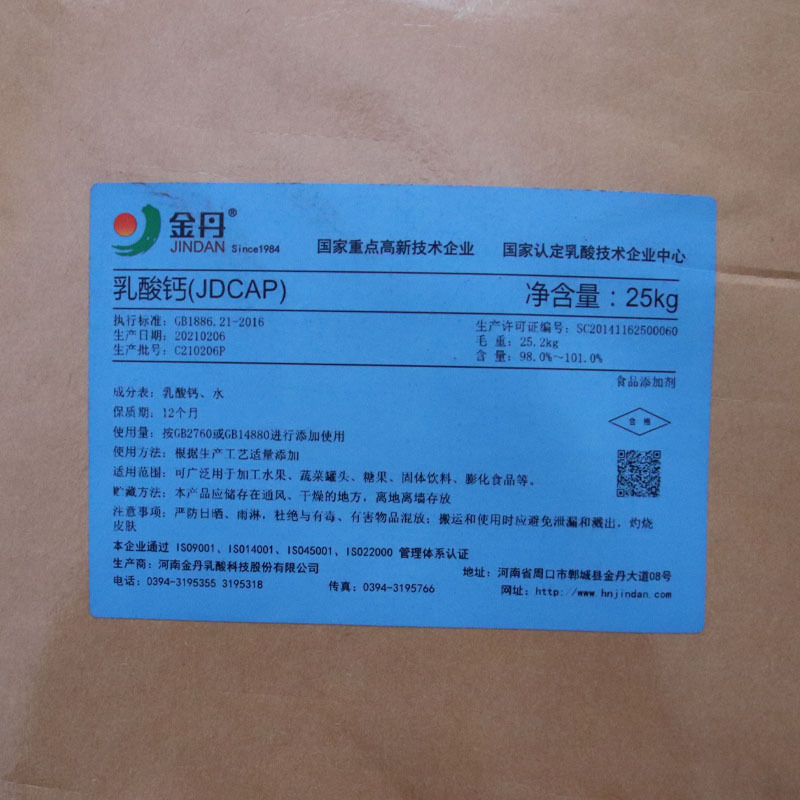 金丹®
JINDAN Since1984 国家重点高新技术企业 国家认定乳酸技术企业中心
乳酸钙(JDCAP) 净含量：25kg
执行标准：GB1886.21-2016 生产许可证编号：SC20141162500060
生产日期：20210206 毛 重：25.2kg
生产批号：C210206P 含 量：98.0%~101.0%
食品添加剂
成分表：乳酸钙、水
保质期：12个月
合格
使用量：按GB2760或GB14880进行添加使用
使用方法：根据生产工艺适量添加
适用范围：可广泛用于加工水果、蔬菜罐头、糖果、固体饮料、膨化食品等。
贮藏方法：本产品应储存在通风、干燥的地方，离地离墙存放
注意事项：严防日晒、雨淋，杜绝与有毒、有害物品混放；搬运和使用时应避免泄漏和溅出，灼烧
皮肤
本企业通过 ISO9001、ISO14001、ISO45001、ISO22000 管理体系认证
生产商：河南金丹乳酸科技股份有限公司 地址：河南省周口市郸城县金丹大道08号
电话：0394-3195355 3195318 传真：0394-3195766 网址：http://www.hnjindan.com